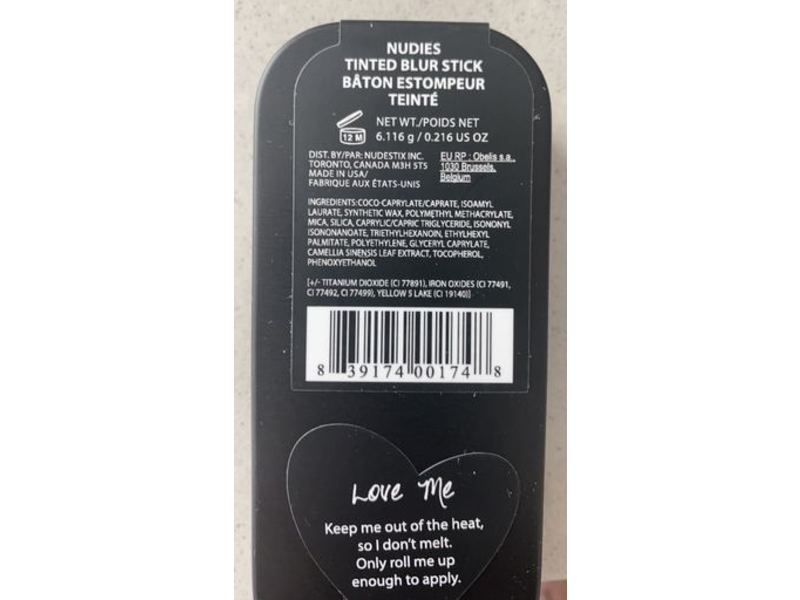 NUDIES
TINTED BLUR STICK
BÂTON ESTOMPEUR
TEINTÉ
12 M
NET WT./POIDS NET
6.116 g / 0.216 US OZ
DIST. BY/PAR: NUDESTIX INC.
TORONTO, CANADA M3H 5T5
MADE IN USA/
FABRIQUE AUX ÉTATS-UNIS
EU RP : Obelis s.a.,
1030 Brussels,
Belgium
INGREDIENTS:COCO-CAPRYLATE/CAPRATE, ISOAMYL
LAURATE, SYNTHETIC WAX, POLYMETHYL METHACRYLATE,
MICA, SILICA, CAPRYLIC/CAPRIC TRIGLYCERIDE, ISONONYL
ISONONANOATE, TRIETHYLHEXANOIN, ETHYLHEXYL
PALMITATE, POLYETHYLENE, GLYCERYL CAPRYLATE,
CAMELLIA SINENSIS LEAF EXTRACT, TOCOPHEROL,
PHENOXYETHANOL
[+/- TITANIUM DIOXIDE (CI 77891), IRON OXIDES (CI 77491,
CI 77492, CI 77499), YELLOW 5 LAKE (CI 19140)]
8 39174 00174 8
Love Me
Keep me out of the heat,
so I don't melt.
Only roll me up
enough to apply.